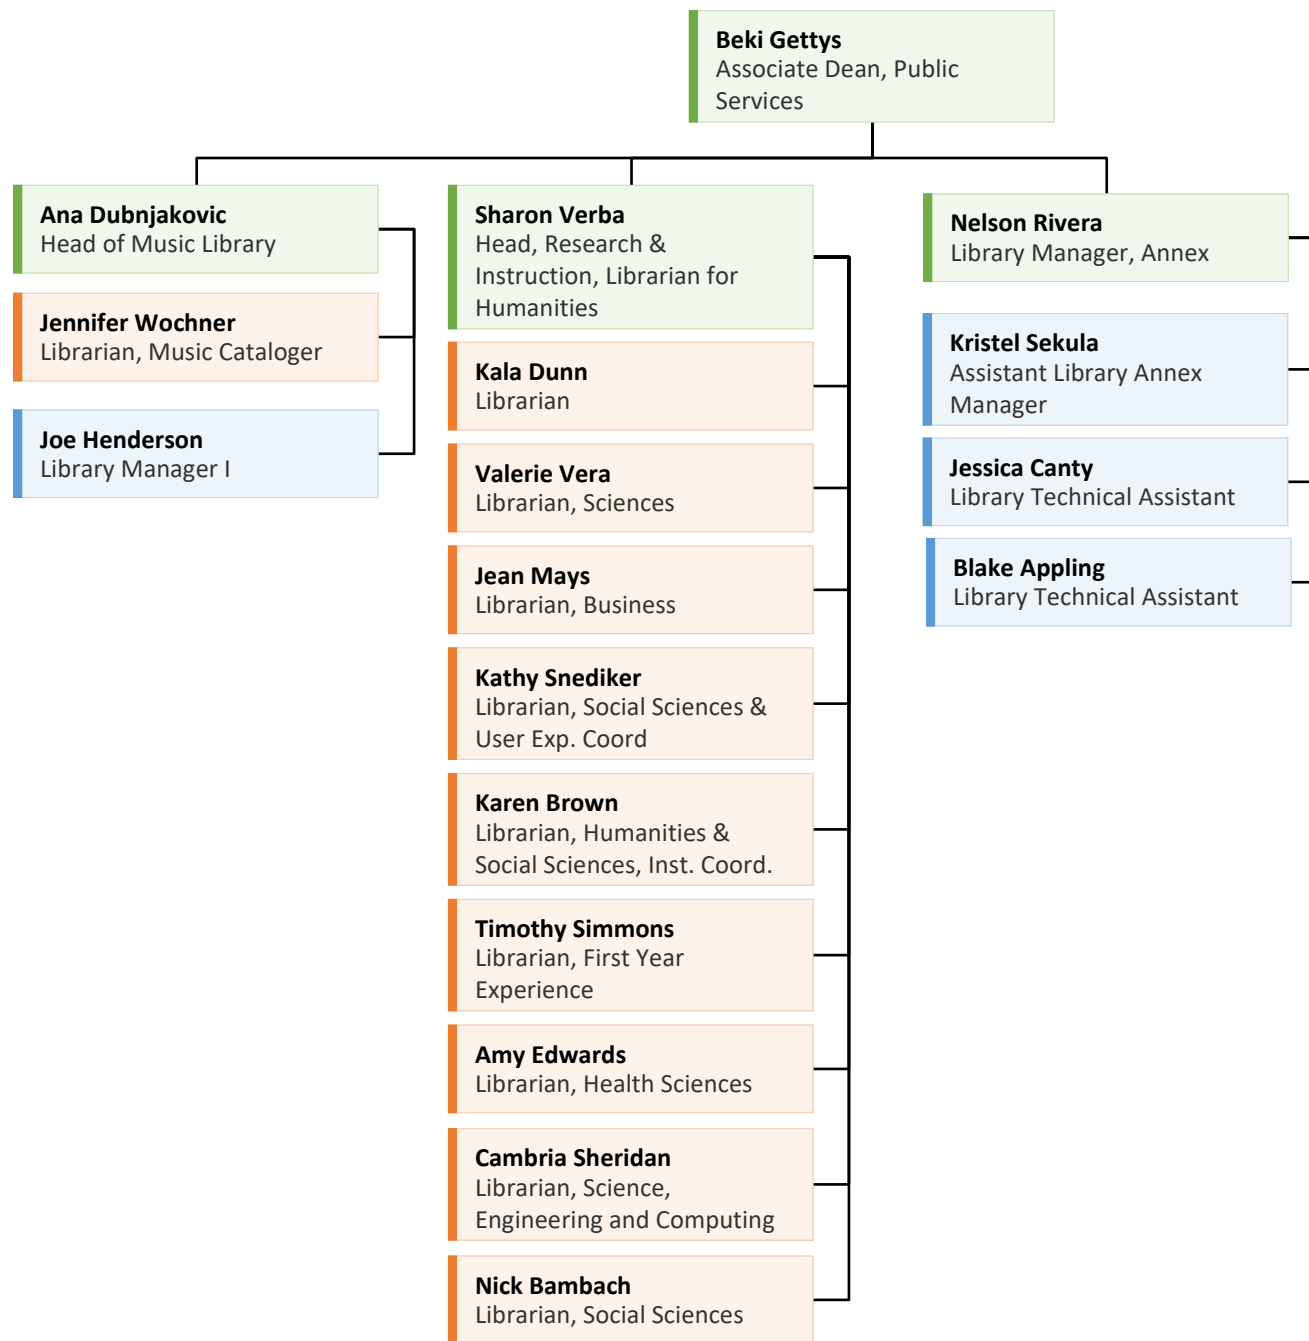 Beki Gettys
Associate Dean, Public
Services
Ana Dubnjakovic
Head of Music Library
Jennifer Wochner
Librarian, Music Cataloger
Joe Henderson
Library Manager I
Sharon Verba
Head, Research &
Instruction, Librarian for
Humanities
Kala Dunn
Librarian
Valerie Vera
Librarian, Sciences
Jean Mays
Librarian, Business
Kathy Snediker
Librarian, Social Sciences &
User Exp. Coord
Karen Brown
Librarian, Humanities &
Social Sciences, Inst. Coord.
Timothy Simmons
Librarian, First Year
Experience
Amy Edwards
Librarian, Health Sciences
Cambria Sheridan
Librarian, Science,
Engineering and Computing
Nick Bambach
Librarian, Social Sciences
Nelson Rivera
Library Manager, Annex
Kristel Sekula
Assistant Library Annex
Manager
Jessica Canty
Library Technical Assistant
Blake Appling
Library Technical Assistant